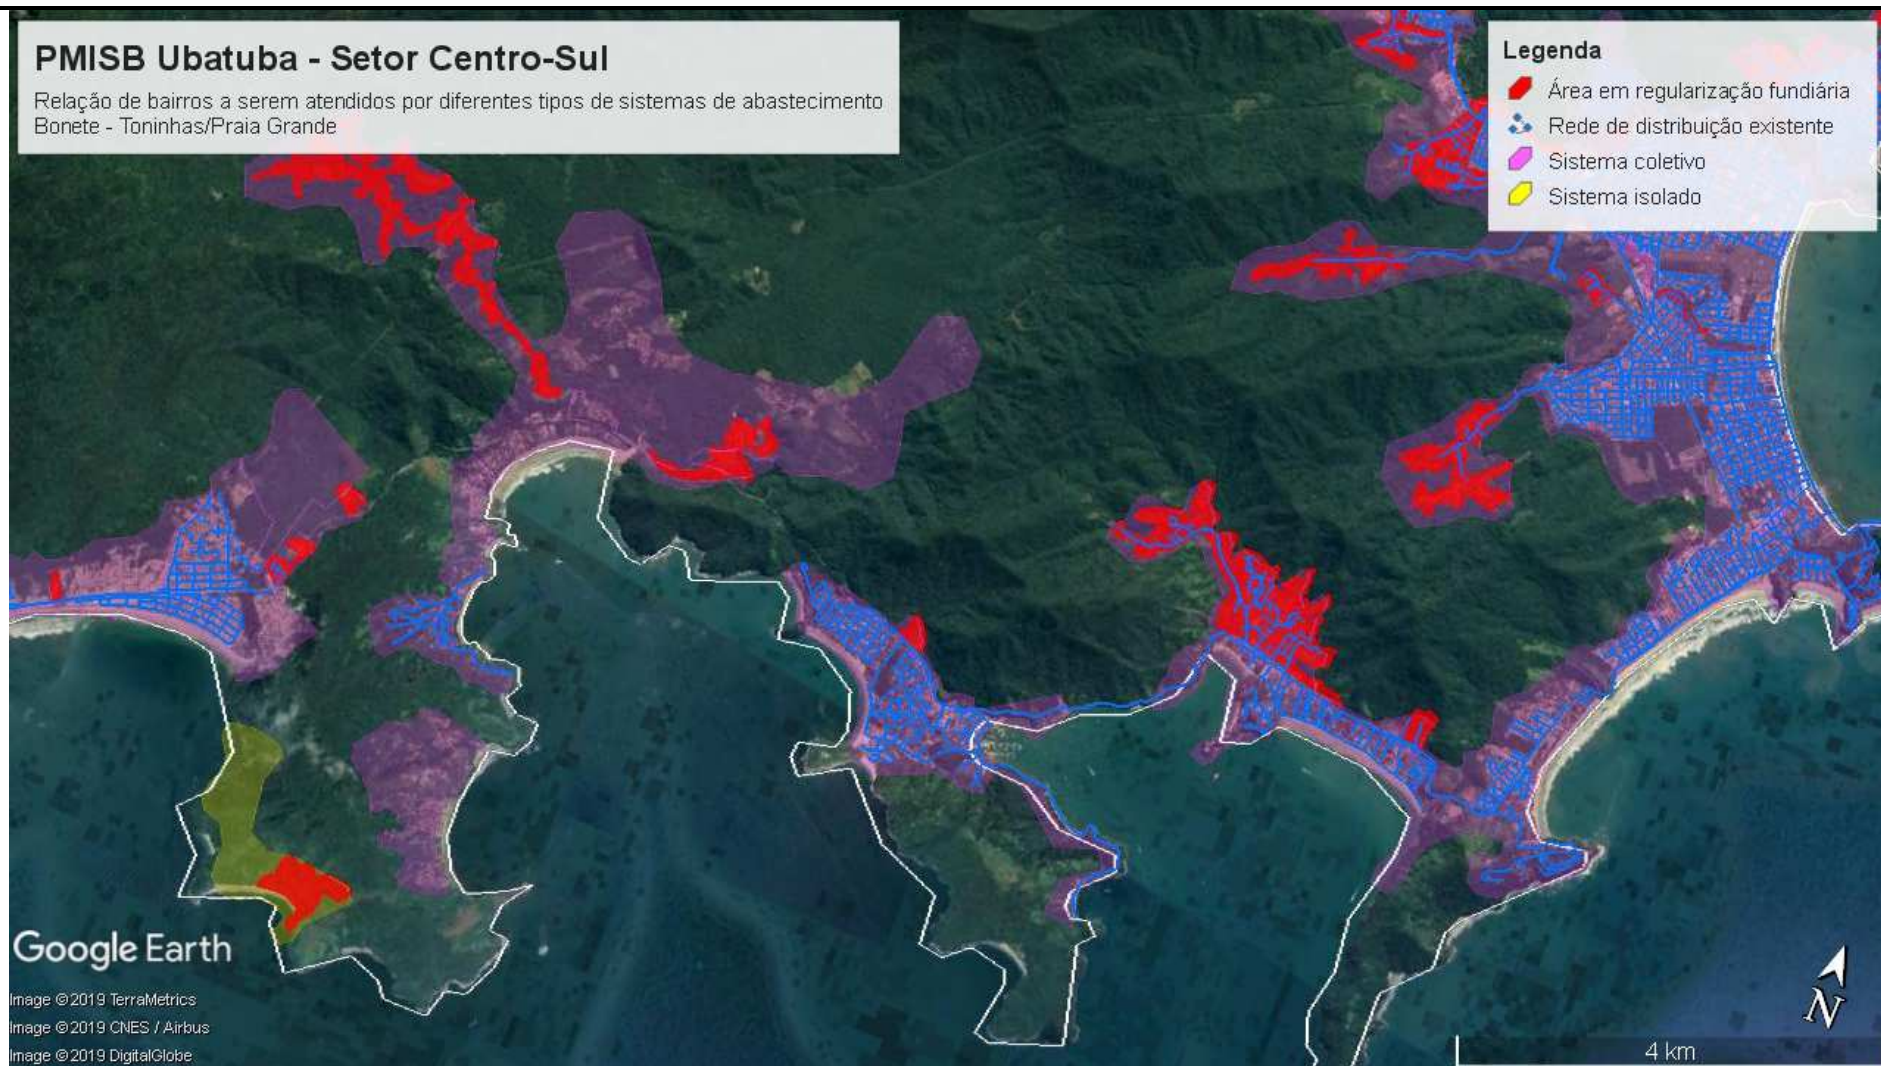 PMISB Ubatuba - Setor Centro-Sul
Relação de bairros a serem atendidos por diferentes tipos de sistemas de abastecimento
Bonete - Toninhas/Praia Grande
Legenda
Área em regularização fundiária
Rede de distribuição existente
Sistema coletivo
Sistema isolado
Google Earth
Image ©2019 TerraMetrics
Image ©2019 CNES / Airbus
Image ©2019 DigitalGlobe
N
4 km